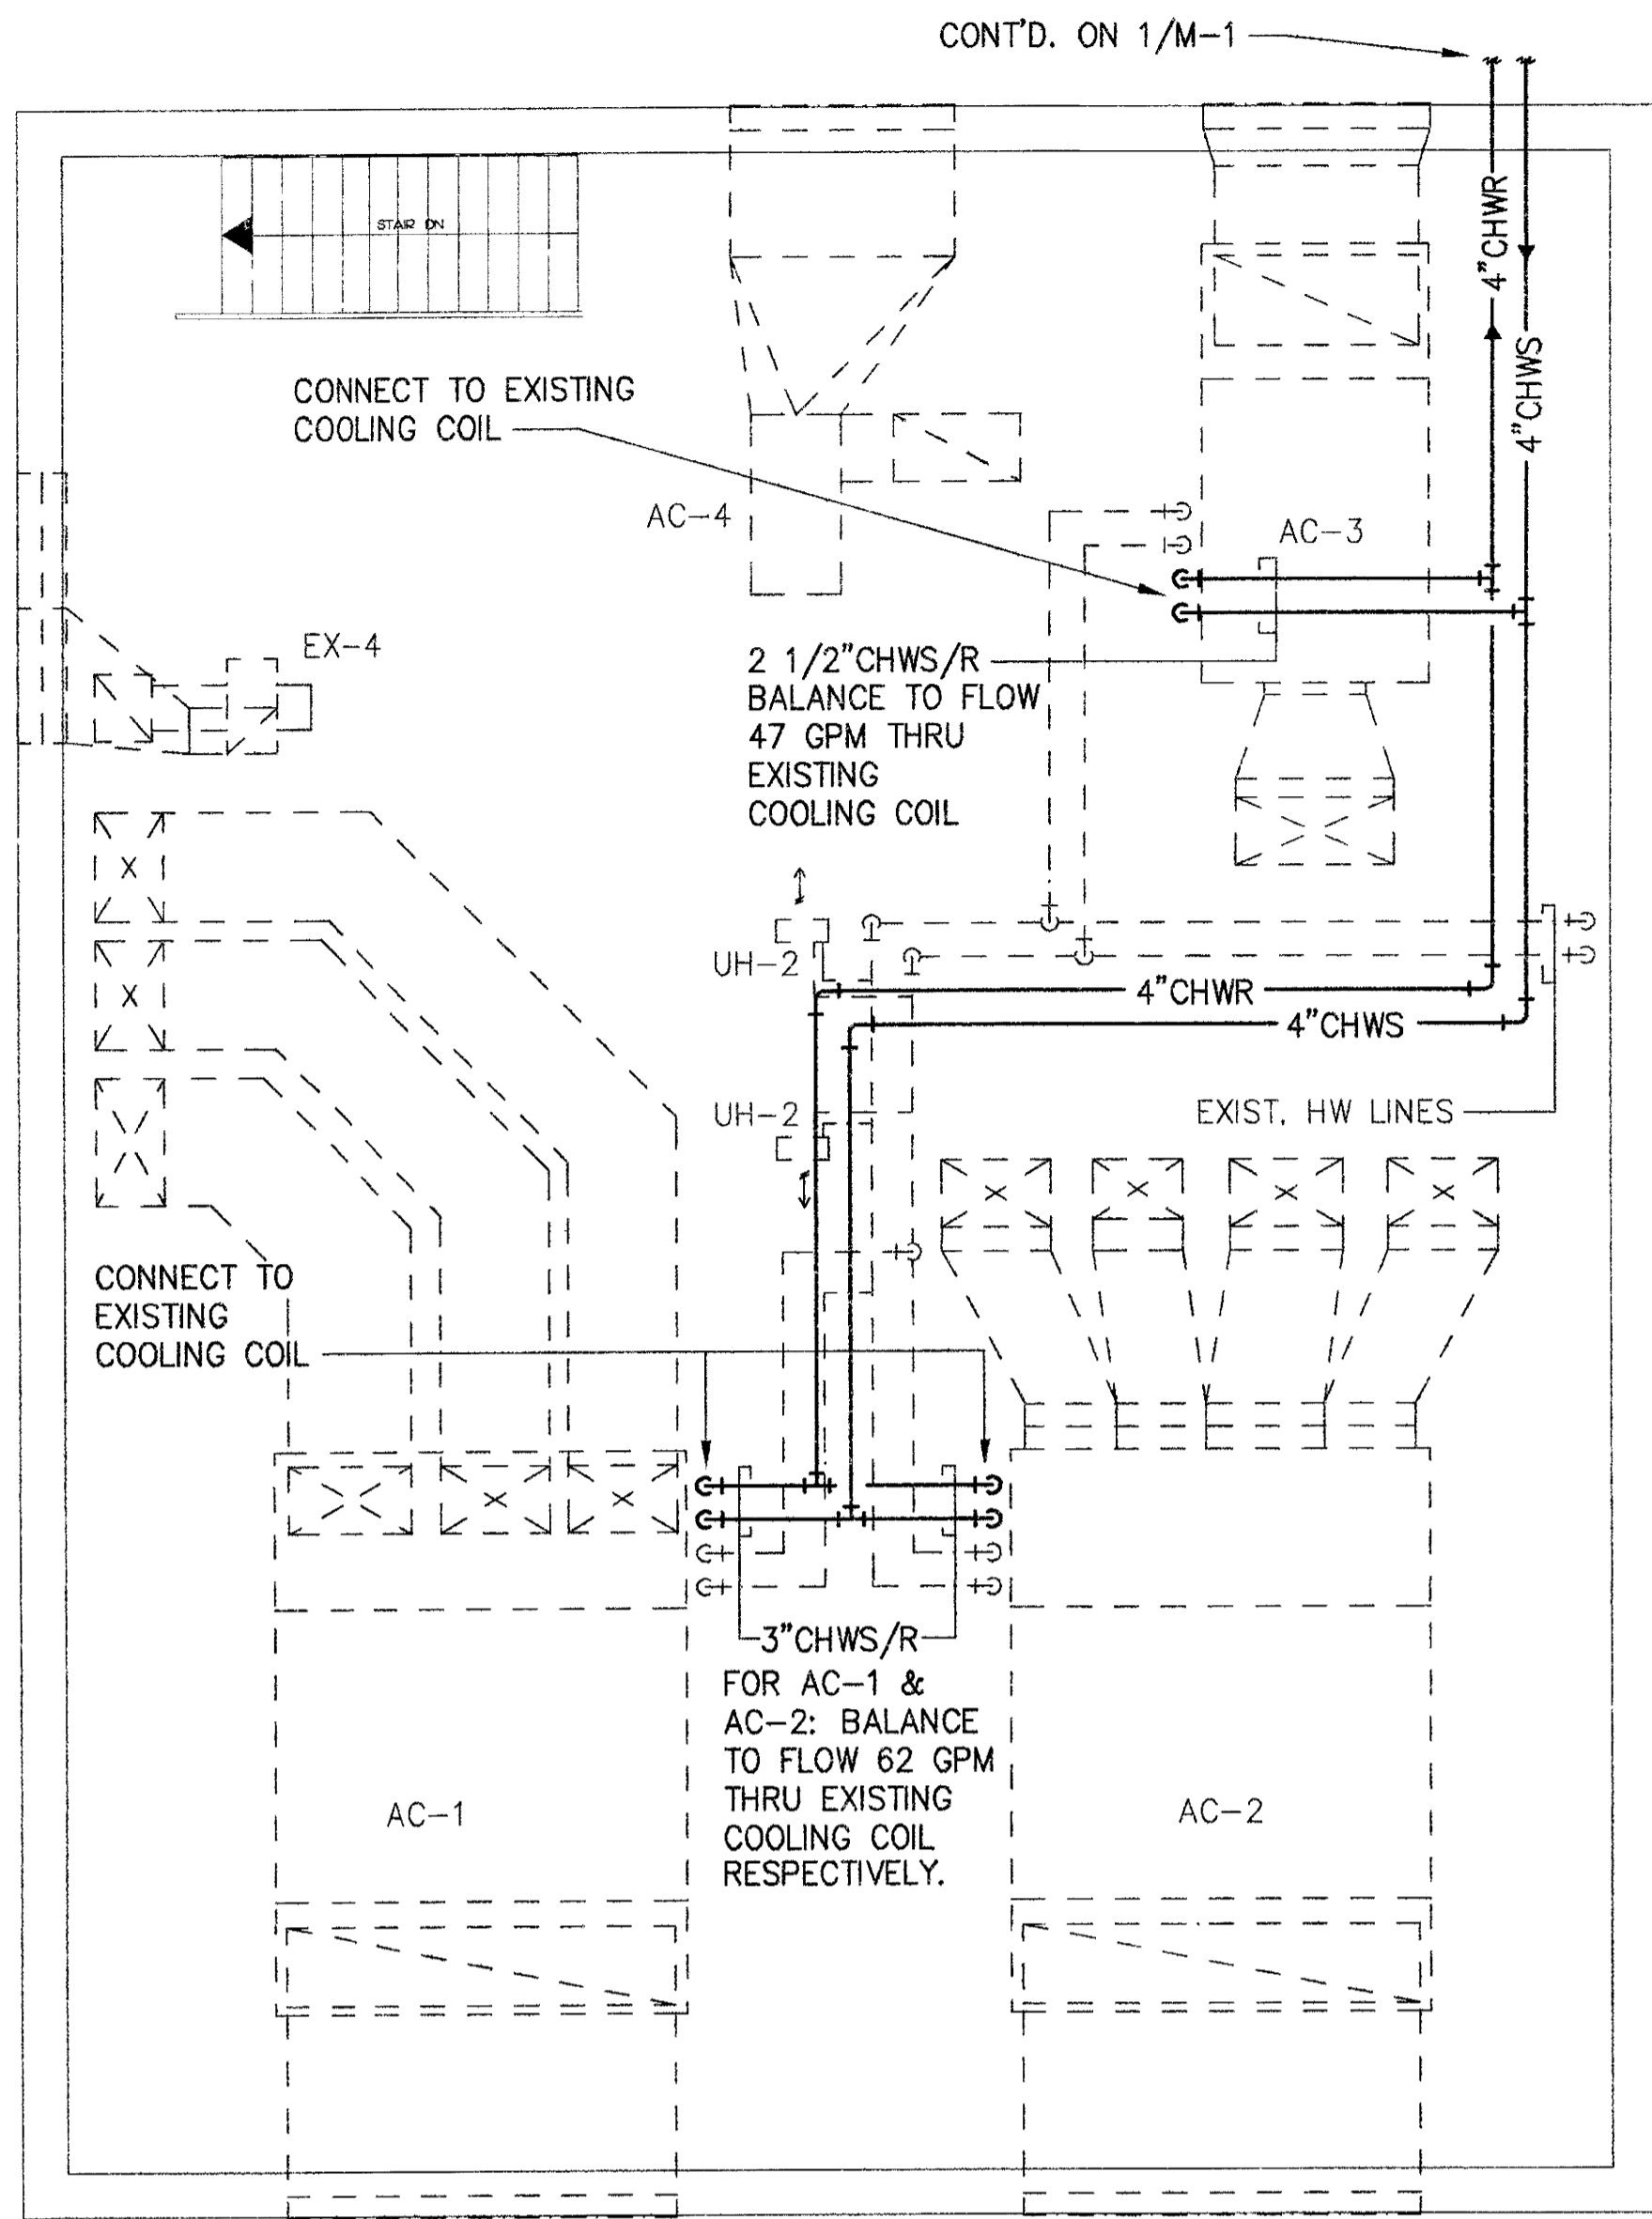 CONT'D. ON 1/M-1
4"CHWR
4"CHWS
STAIR DN
CONNECT TO EXISTING
COOLING COIL
AC-4
AC-3
EX-4
2 1/2"CHWS/R
BALANCE TO FLOW
47 GPM THRU
EXISTING
COOLING COIL
UH-2
4"CHWR
4"CHWS
UH-2
EXIST. HW LINES
CONNECT TO
EXISTING
COOLING COIL
3"CHWS/R
FOR AC-1 &
AC-2: BALANCE
TO FLOW 62 GPM
THRU EXISTING
COOLING COIL
RESPECTIVELY.
AC-1
AC-2